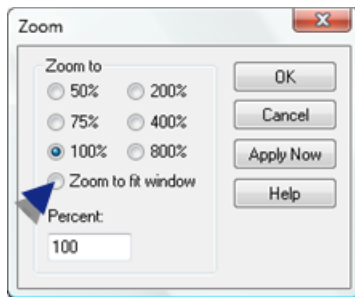 Zoom
Zoom to
50%
200%
75%
400%
100%
800%
Zoom to fit window
Percent:
100
OK
Cancel
Apply Now
Help